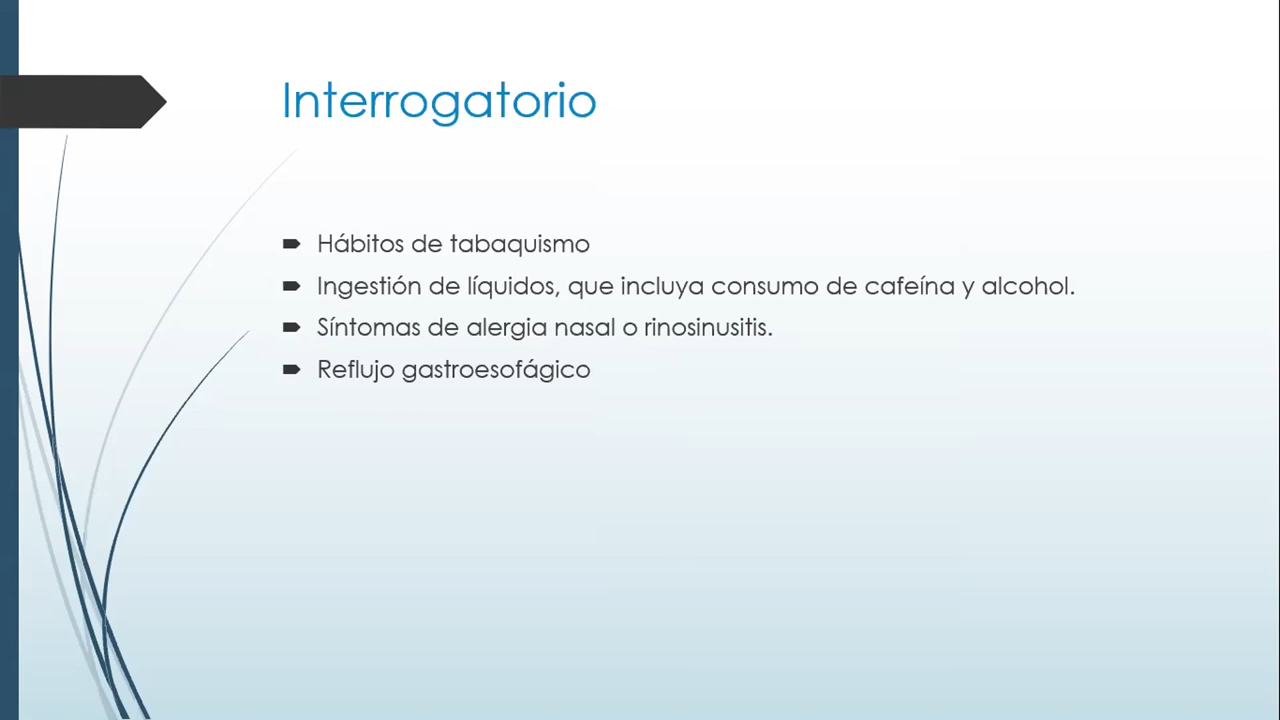 Interrogatorio
Hábitos de tabaquismo
Ingestión de líquidos, que incluya consumo de cafeína y alcohol.
Síntomas de alergia nasal o rinosinusitis.
Reflujo gastroesofágico